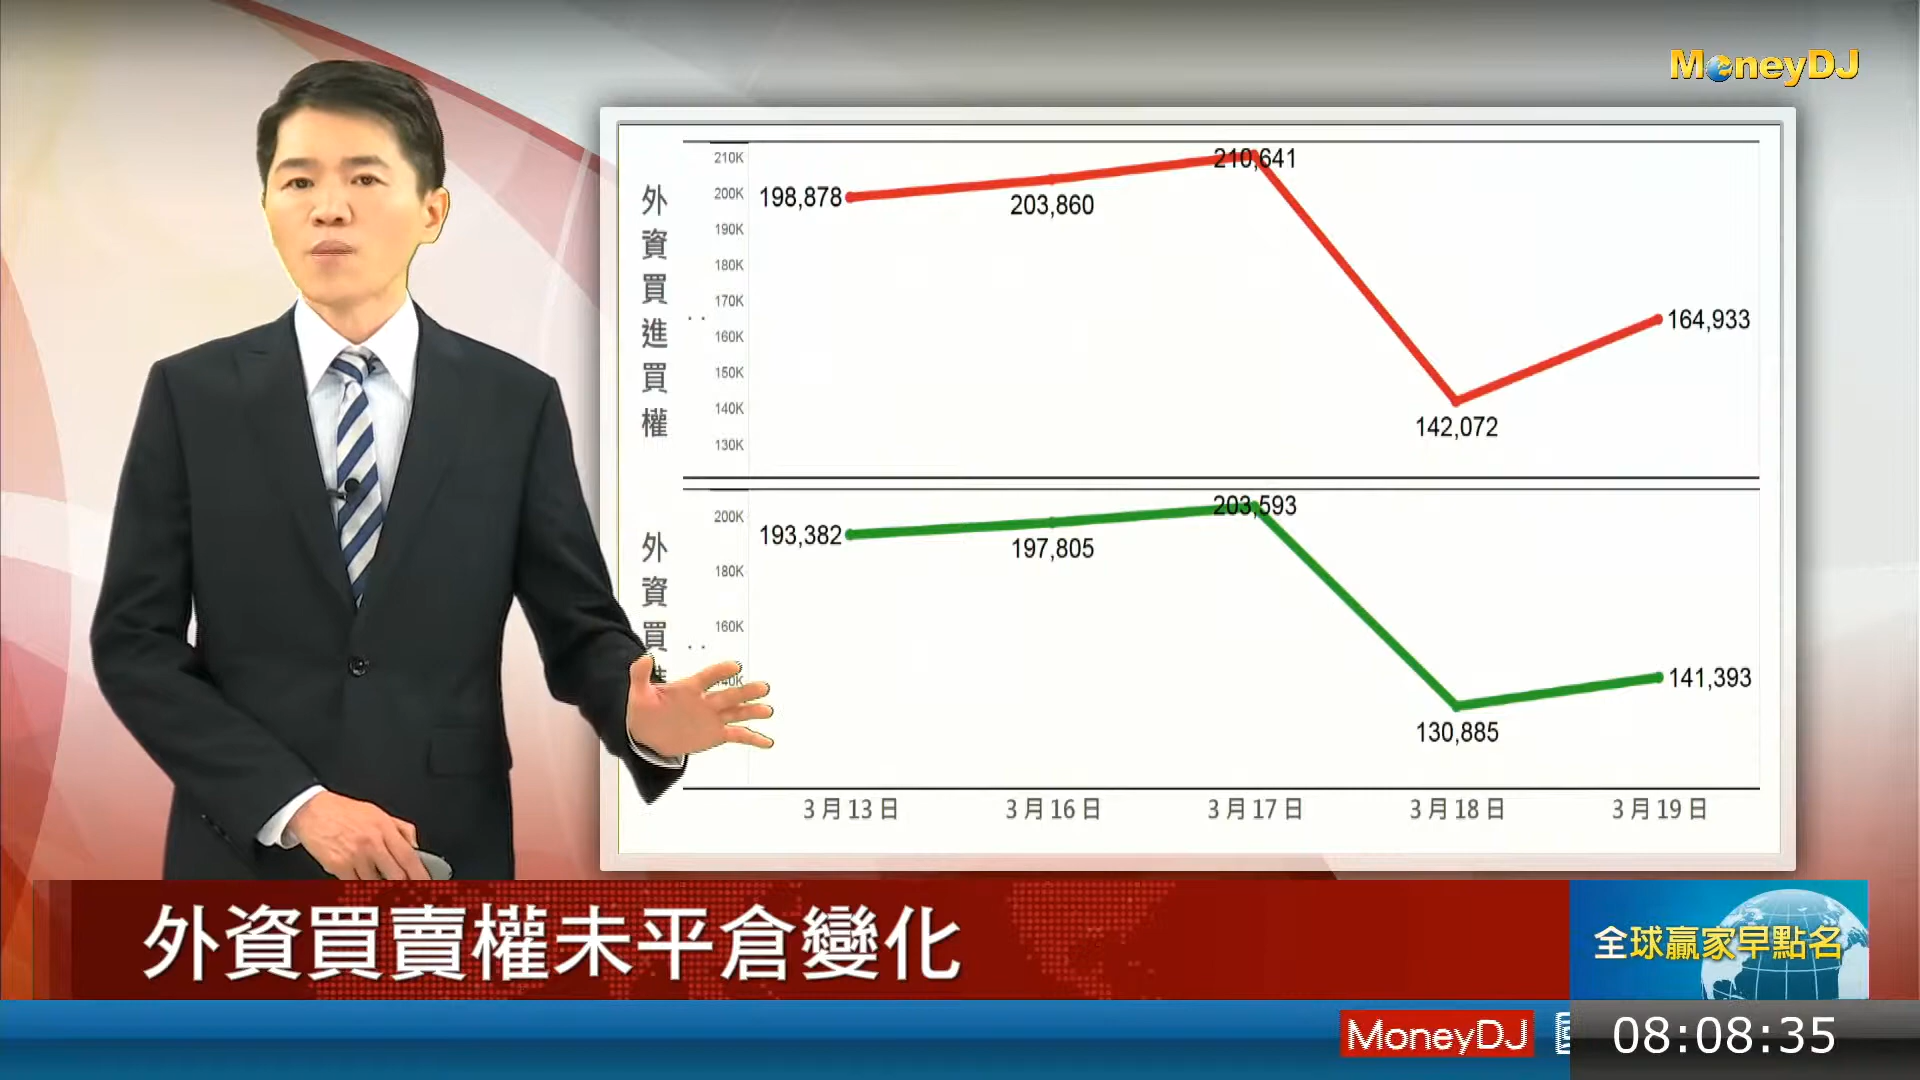 MoneyDJ
外資買進買權
210K
200K
190K
180K
170K
160K
150K
140K
130K
198,878
203,860
210,641
142,072
164,933
外資買
200K
180K
160K
193,382
197,805
203,593
130,885
141,393
3月13日
3月16日
3月17日
3月18日
3月19日
外資買賣權未平倉變化
全球贏家早點名
MoneyDJ
08:08:35